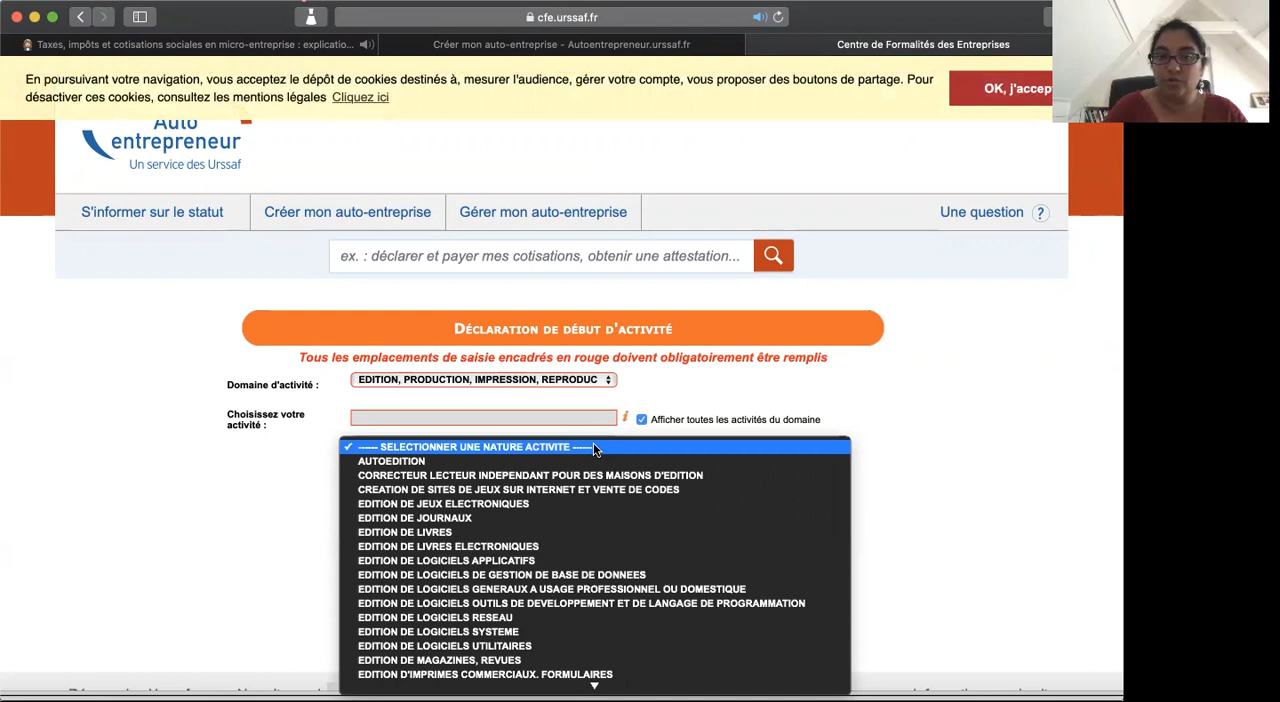 cfe.urssaf.fr
Taxes, impôts et cotisations sociales en micro-entreprise : explicatio...
Créer mon auto-entreprise - Autoentrepreneur.urssaf.fr
Centre de Formalités des Entreprises
En poursuivant votre navigation, vous acceptez le dépôt de cookies destinés à, mesurer l'audience, gérer votre compte, vous proposer des boutons de partage. Pour
désactiver ces cookies, consultez les mentions légales Cliquez ici
OK, j'accep
Auto
entrepreneur
Un service des Urssaf
S'informer sur le statut
Créer mon auto-entreprise
Gérer mon auto-entreprise
Une question ?
ex. : déclarer et payer mes cotisations, obtenir une attestation...
DÉCLARATION DE DÉBUT D'ACTIVITÉ
Tous les emplacements de saisie encadrés en rouge doivent obligatoirement être remplis
Domaine d'activité :
EDITION, PRODUCTION, IMPRESSION, REPRODUC
Choisissez votre
activité :
i
Afficher toutes les activités du domaine
------ SELECTIONNER UNE NATURE ACTIVITE ------
AUTOEDITION
CORRECTEUR LECTEUR INDEPENDANT POUR DES MAISONS D'EDITION
CREATION DE SITES DE JEUX SUR INTERNET ET VENTE DE CODES
EDITION DE JEUX ELECTRONIQUES
EDITION DE JOURNAUX
EDITION DE LIVRES
EDITION DE LIVRES ELECTRONIQUES
EDITION DE LOGICIELS APPLICATIFS
EDITION DE LOGICIELS DE GESTION DE BASE DE DONNEES
EDITION DE LOGICIELS GENERAUX A USAGE PROFESSIONNEL OU DOMESTIQUE
EDITION DE LOGICIELS OUTILS DE DEVELOPPEMENT ET DE LANGAGE DE PROGRAMMATION
EDITION DE LOGICIELS RESEAU
EDITION DE LOGICIELS SYSTEME
EDITION DE LOGICIELS UTILITAIRES
EDITION DE MAGAZINES, REVUES
EDITION D'IMPRIMES COMMERCIAUX. FORMULAIRES